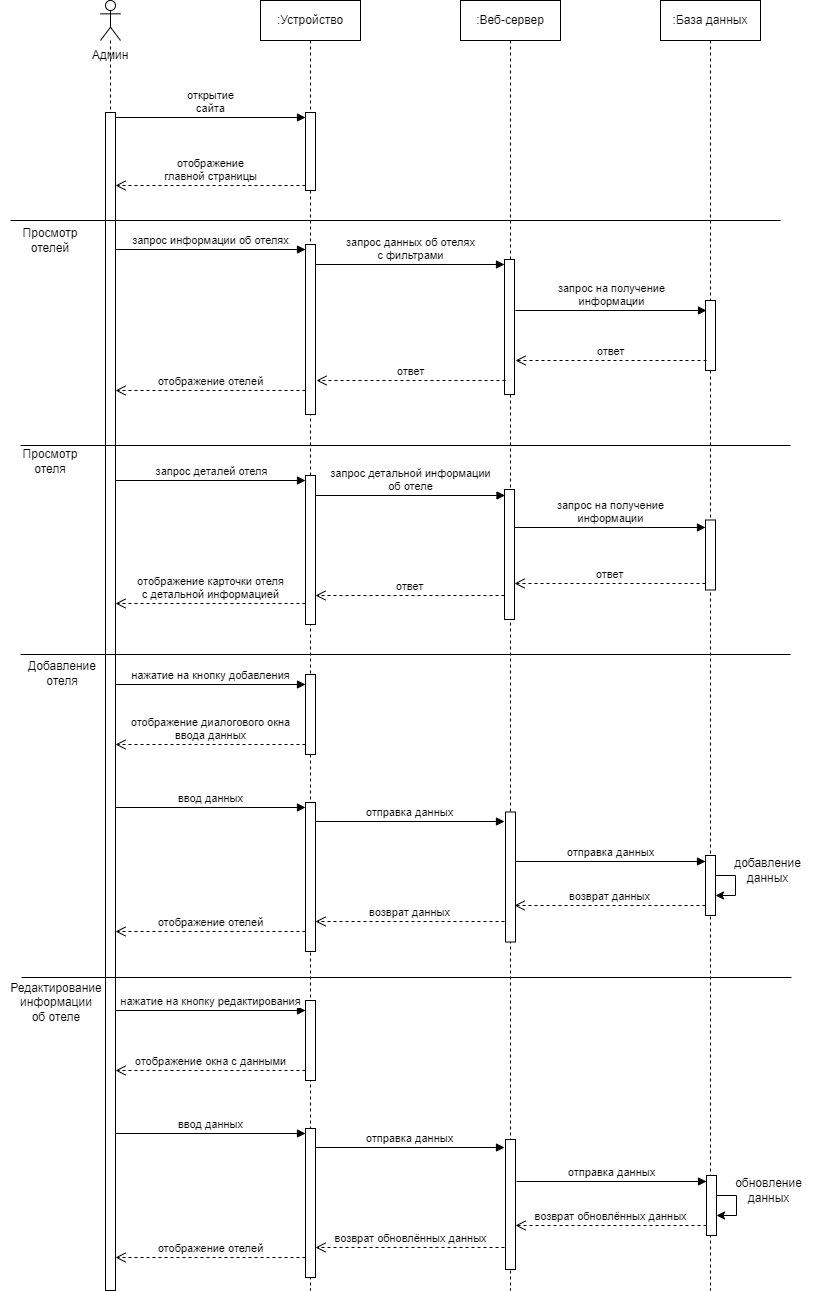 :Устройство
:Веб-сервер
:База данных
Админ
открытие
сайта
отображение
главной страницы
Просмотр
отелей
запрос информации об отелях
запрос данных об отелях
с фильтрами
запрос на получение
информации
ответ
ответ
отображение отелей
Просмотр
отеля
запрос деталей отеля
запрос детальной информации
об отеле
запрос на получение
информации
ответ
ответ
отображение карточки отеля
с детальной информацией
Добавление
отеля
нажатие на кнопку добавления
отображение диалогового окна
ввода данных
ввод данных
отправка данных
отправка данных
добавление
данных
возврат данных
возврат данных
отображение отелей
Редактирование
информации
об отеле
нажатие на кнопку редактирования
отображение окна с данными
ввод данных
отправка данных
отправка данных
обновление
данных
возврат обновлённых данных
возврат обновлённых данных
отображение отелей